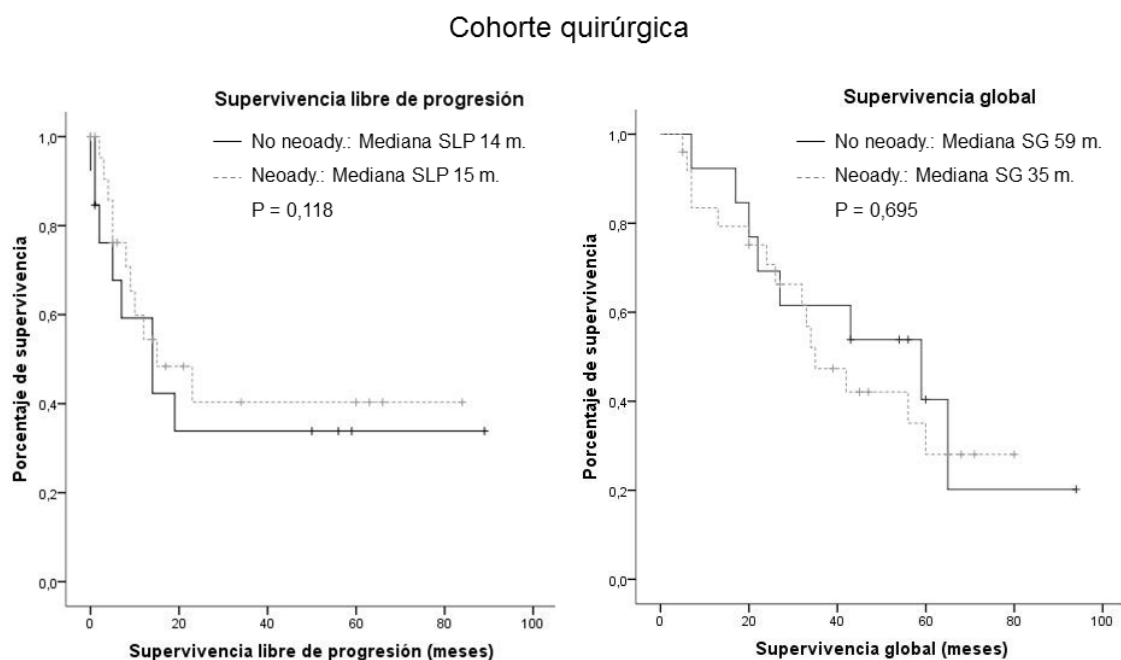 Cohorte quirúrgica
Supervivencia libre de progresión
No neoady.: Mediana SLP 14 m.
Neoady.: Mediana SLP 15 m.
P = 0,118
Porcentaje de supervivencia
1,0
0,8
0,6
0,4
0,2
0,0
0 20 40 60 80 100
Supervivencia libre de progresión (meses)
Supervivencia global
No neoady.: Mediana SG 59 m.
Neoady.: Mediana SG 35 m.
P = 0,695
Porcentaje de supervivencia
1,0
0,8
0,6
0,4
0,2
0,0
0 20 40 60 80 100
Supervivencia global (meses)